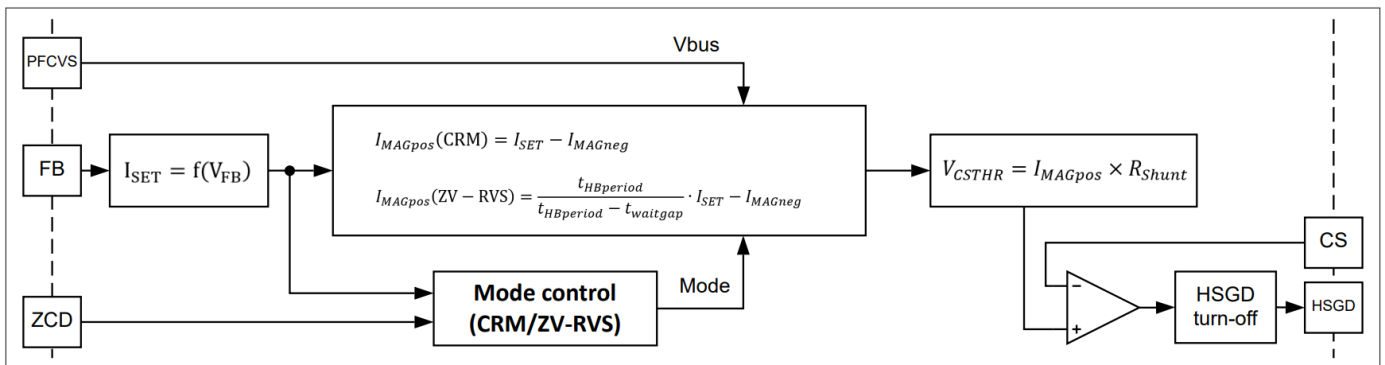 PFCVS
Vbus
FB
I_SET = f(V_FB)
I_MAGpos(CRM) = I_SET − I_MAGneg
I_MAGpos(ZV − RVS) = t_HBperiod / (t_HBperiod − t_waitgap) · I_SET − I_MAGneg
V_CSTHR = I_MAGpos × R_Shunt
ZCD
Mode control
(CRM/ZV-RVS)
Mode
CS
−
+
HSGD
turn-off
HSGD